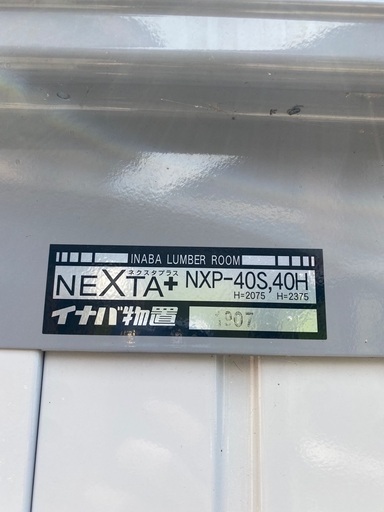 INABA LUMBER ROOM
ネクスタプラス
NEXTA+ NXP-40S,40H
H=2075 H=2375
イナバ物置 1907